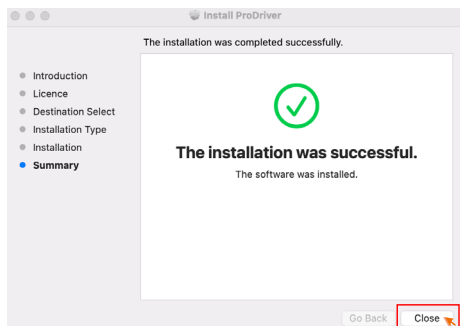 Install ProDriver
The installation was completed successfully.
Introduction
Licence
Destination Select
Installation Type
Installation
Summary
The installation was successful.
The software was installed.
Go Back
Close